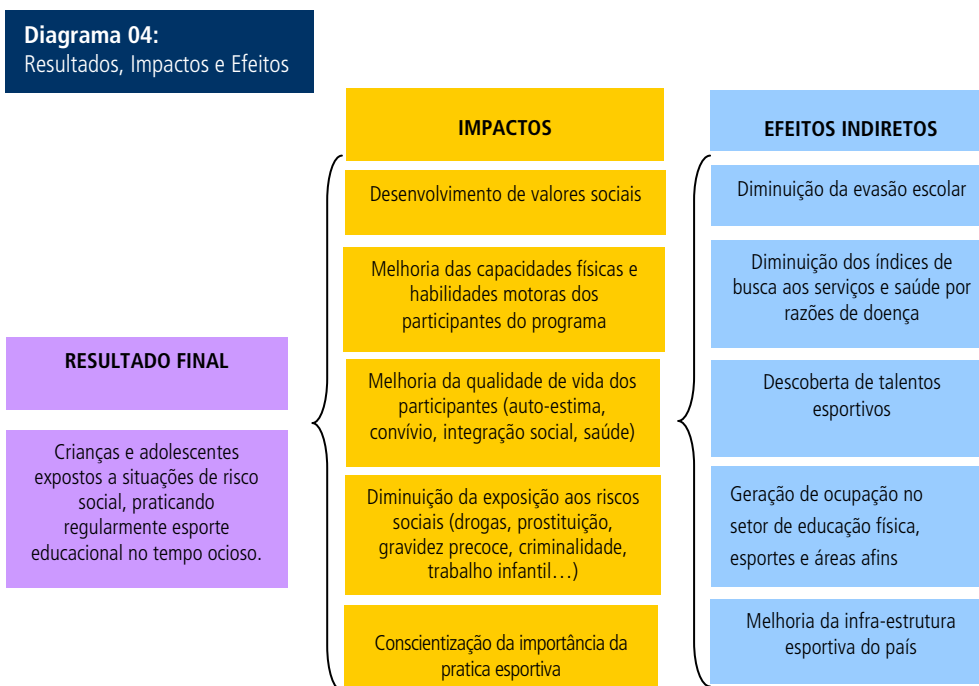 Diagrama 04:
Resultados, Impactos e Efeitos
RESULTADO FINAL
Crianças e adolescentes
expostos a situações de risco
social, praticando
regularmente esporte
educacional no tempo ocioso.
IMPACTOS
Desenvolvimento de valores sociais
Melhoria das capacidades físicas e
habilidades motoras dos
participantes do programa
Melhoria da qualidade de vida dos
participantes (auto-estima,
convívio, integração social, saúde)
Diminuição da exposição aos riscos
sociais (drogas, prostituição,
gravidez precoce, criminalidade,
trabalho infantil…)
Conscientização da importância da
pratica esportiva
EFEITOS INDIRETOS
Diminuição da evasão escolar
Diminuição dos índices de
busca aos serviços e saúde por
razões de doença
Descoberta de talentos
esportivos
Geração de ocupação no
setor de educação física,
esportes e áreas afins
Melhoria da infra-estrutura
esportiva do país